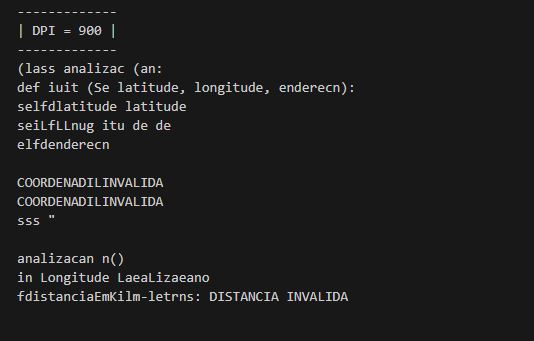 -------------
| DPI = 900 |
-------------
(lass analizac (an:
def iuit (Se latitude, longitude, enderecn):
selfdlatitude latitude
seiLfLLnug itu de de
elfdenderecn

COORDENADILINVALIDA
COORDENADILINVALIDA
sss "

analizacan n()
in Longitude LaeaLizaeano
fdistanciaEmKilm-letrns: DISTANCIA INVALIDA